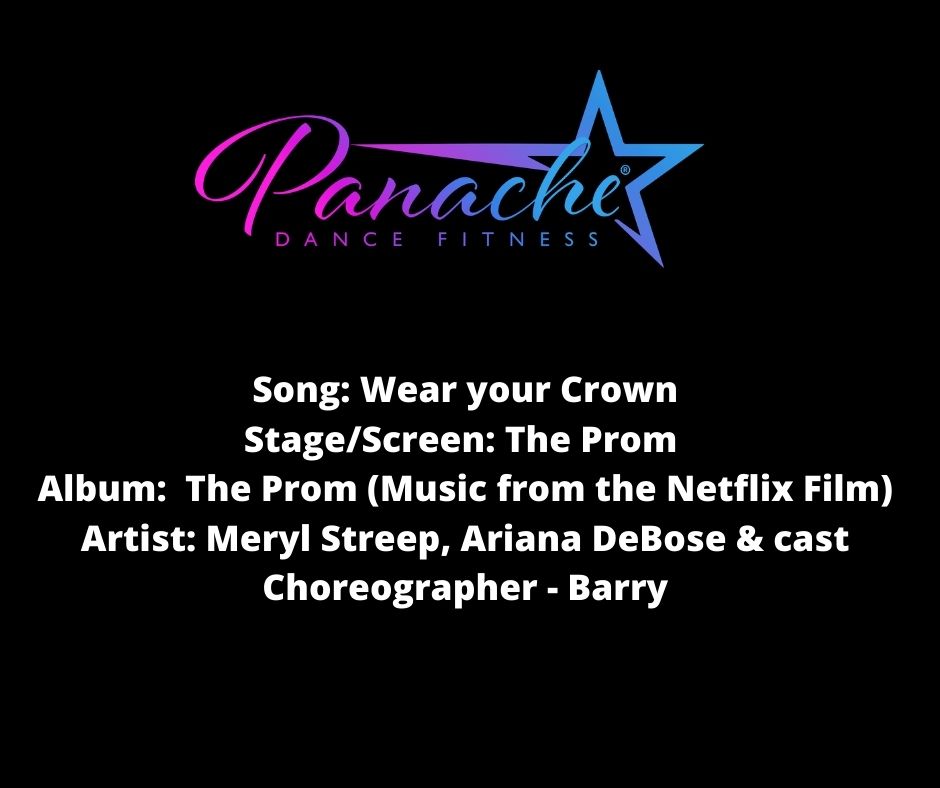 Panache®
DANCE FITNESS
Song: Wear your Crown
Stage/Screen: The Prom
Album:  The Prom (Music from the Netflix Film)
Artist: Meryl Streep, Ariana DeBose & cast
Choreographer - Barry